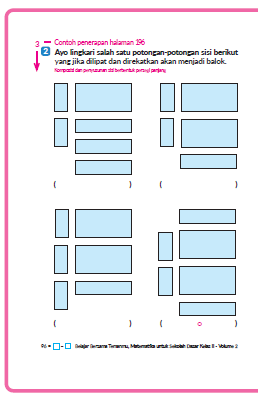 3 Contoh penerapan halaman 196
2 Ayo lingkari salah satu potongan-potongan sisi berikut
yang jika dilipat dan direkatkan akan menjadi balok.
Komposisi dan penyusunan sisi berbentuk persegi panjang
( ) ( )
( ) ( o )
96 • □ - □ Belajar Bersama Temanmu, Matematika untuk Sekolah Dasar Kelas II - Volume 2